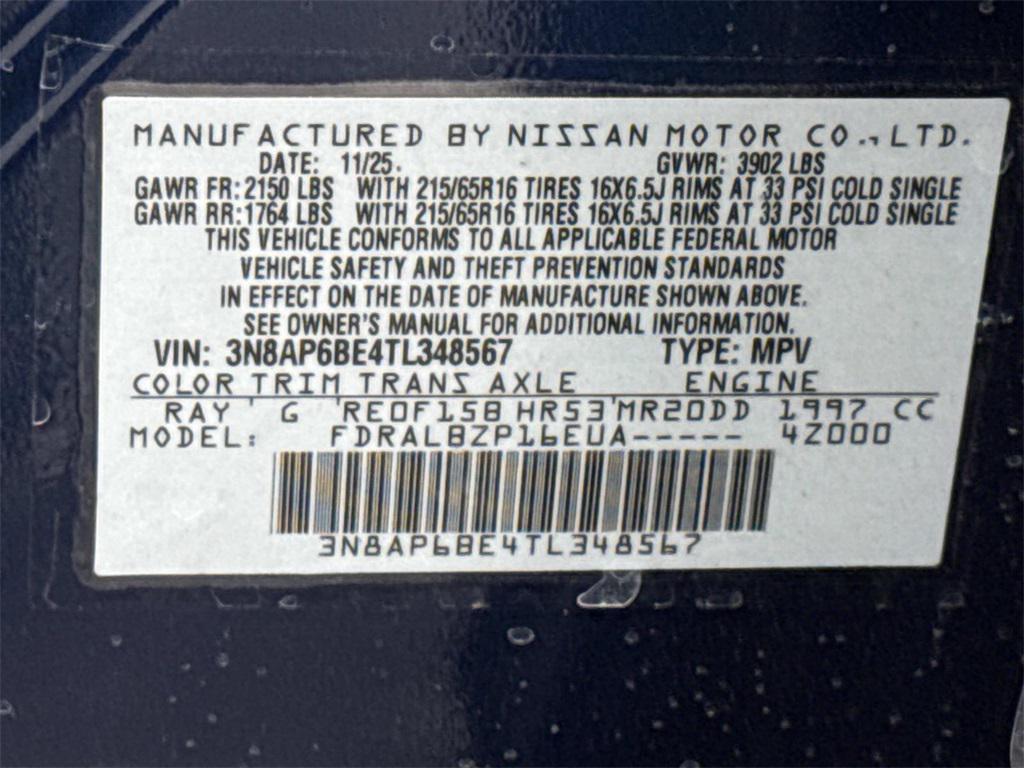 MANUFACTURED BY NISSAN MOTOR CO., LTD.
DATE: 11/25. GVWR: 3902 LBS
GAWR FR: 2150 LBS WITH 215/65R16 TIRES 16X6.5J RIMS AT 33 PSI COLD SINGLE
GAWR RR: 1764 LBS WITH 215/65R16 TIRES 16X6.5J RIMS AT 33 PSI COLD SINGLE
THIS VEHICLE CONFORMS TO ALL APPLICABLE FEDERAL MOTOR
VEHICLE SAFETY AND THEFT PREVENTION STANDARDS
IN EFFECT ON THE DATE OF MANUFACTURE SHOWN ABOVE.
SEE OWNER'S MANUAL FOR ADDITIONAL INFORMATION.
VIN: 3N8AP6BE4TL348567 TYPE: MPV
COLOR TRIM TRANS AXLE ENGINE
RAY ' G 'RE0F15B HR53'MR20DD 1997 CC
MODEL: FDRALBZP16EUA----- 4Z000
3N8AP6BE4TL348567